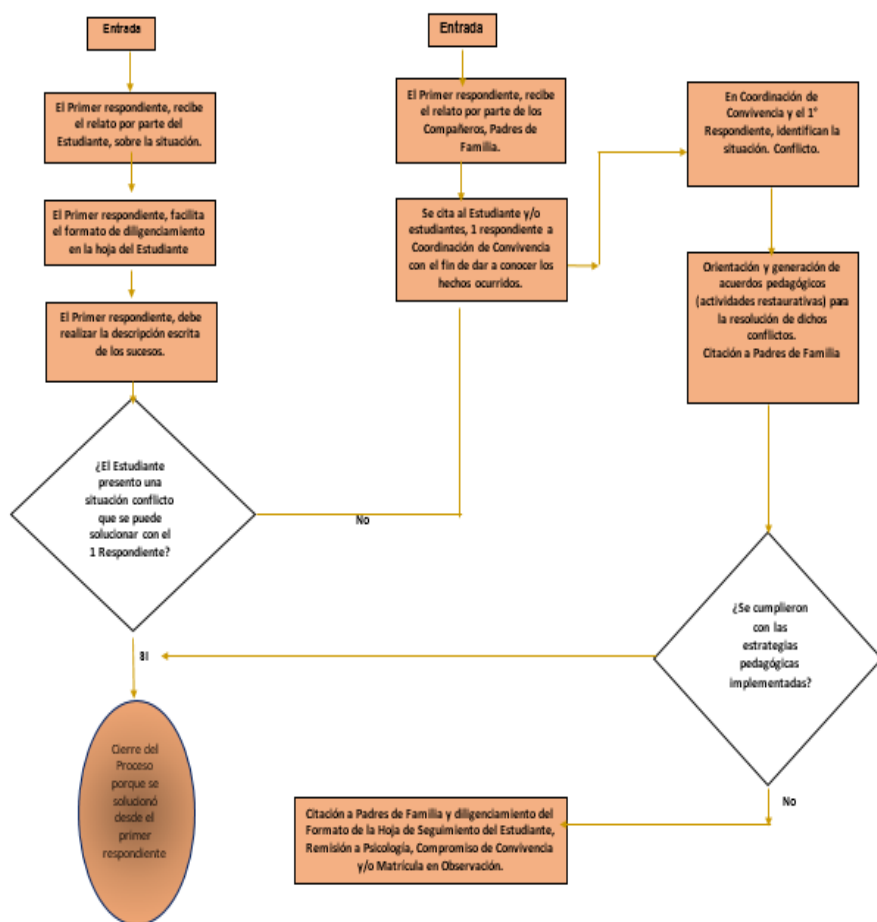 Entrada
El Primer respondiente, recibe
el relato por parte del
Estudiante, sobre la situación.
El Primer respondiente, facilita
el formato de diligenciamiento
en la hoja del Estudiante
El Primer respondiente, debe
realizar la descripción escrita
de los sucesos.
¿El Estudiante
presento una
situación conflicto
que se puede
solucionar con el
1 Respondiente?
No
SI
Cierre del
Proceso
porque se
solucionó
desde el
primer
respondiente
Entrada
El Primer respondiente, recibe
el relato por parte de los
Compañeros, Padres de
Familia.
Se cita al Estudiante y/o
estudiantes, 1 respondiente a
Coordinación de Convivencia
con el fin de dar a conocer los
hechos ocurridos.
En Coordinación de
Convivencia y el 1°
Respondiente, identifican la
situación. Conflicto.
Orientación y generación de
acuerdos pedagógicos
(actividades restaurativas) para
la resolución de dichos
conflictos.
Citación a Padres de Familia
¿Se cumplieron
con las
estrategias
pedagógicas
implementadas?
No
Citación a Padres de Familia y diligenciamiento del
Formato de la Hoja de Seguimiento del Estudiante,
Remisión a Psicología, Compromiso de Convivencia
y/o Matrícula en Observación.